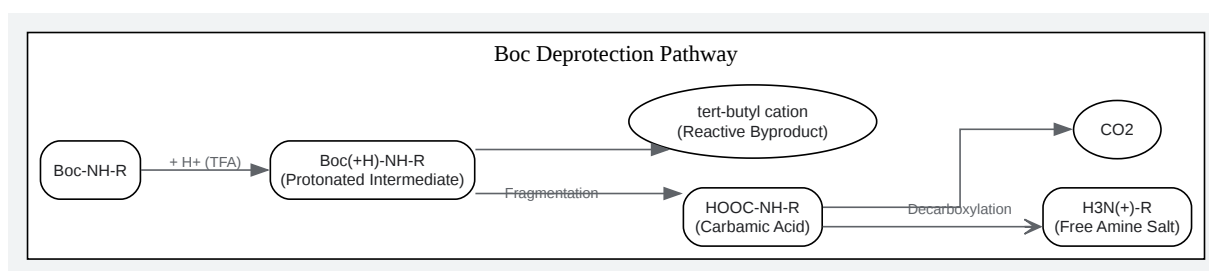 Boc Deprotection Pathway
Boc-NH-R
+ H+ (TFA)
Boc(+H)-NH-R
(Protonated Intermediate)
tert-butyl cation
(Reactive Byproduct)
Fragmentation
HOOC-NH-R
(Carbamic Acid)
Decarboxylation
CO2
H3N(+)-R
(Free Amine Salt)